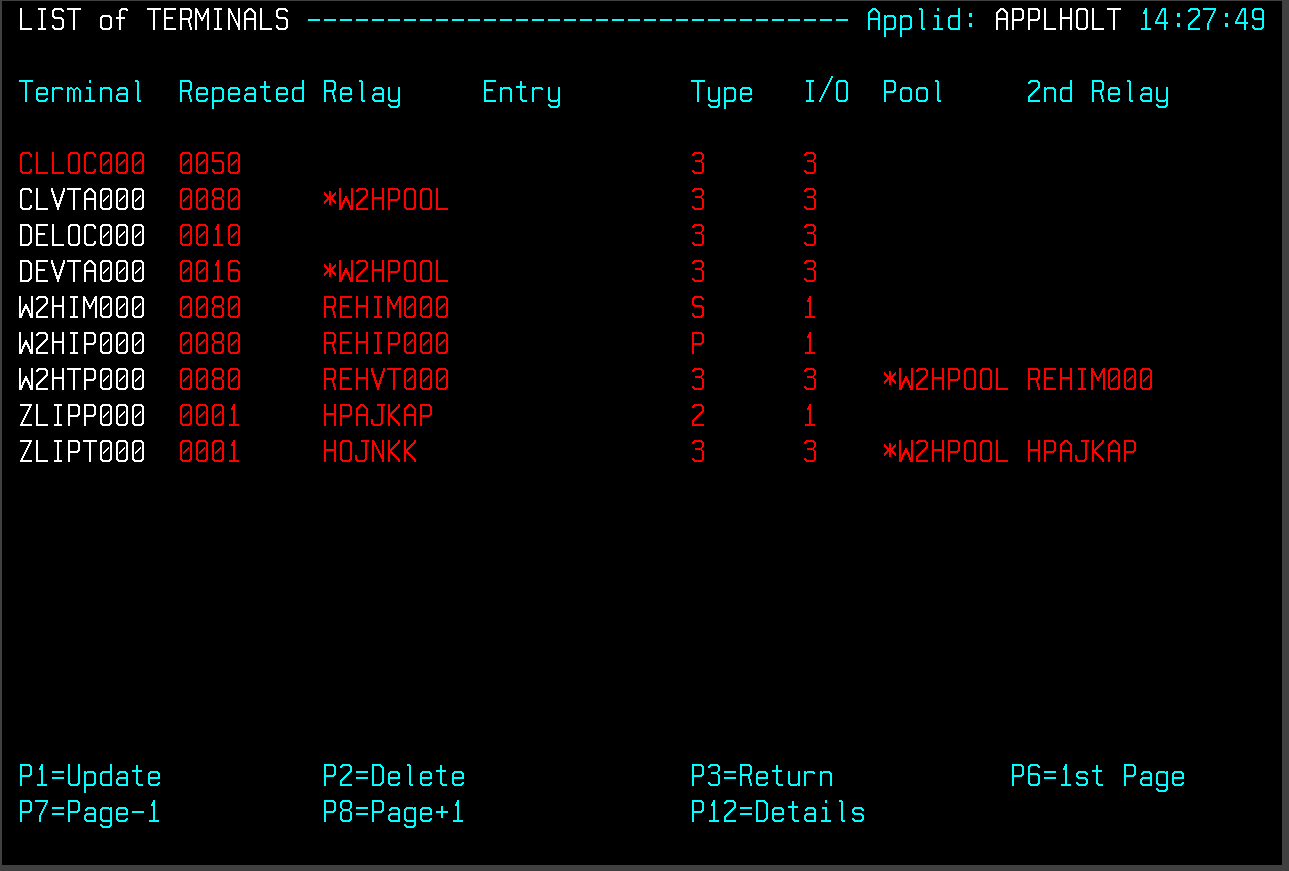 LIST of TERMINALS ---------------------------------- Applid: APPLHOLT 14:27:49
Terminal Repeated Relay Entry Type I/O Pool 2nd Relay
CLLOC000 0050 3 3
CLVTA000 0080 *W2HPOOL 3 3
DELOC000 0010 3 3
DEVTA000 0016 *W2HPOOL 3 3
W2HIM000 0080 REHIM000 S 1
W2HIP000 0080 REHIP000 P 1
W2HTP000 0080 REHVT000 3 3 *W2HPOOL REHIM000
ZLIPP000 0001 HPAJKAP 2 1
ZLIPT000 0001 HOJNKK 3 3 *W2HPOOL HPAJKAP
P1=Update P2=Delete P3=Return P6=1st Page
P7=Page-1 P8=Page+1 P12=Details